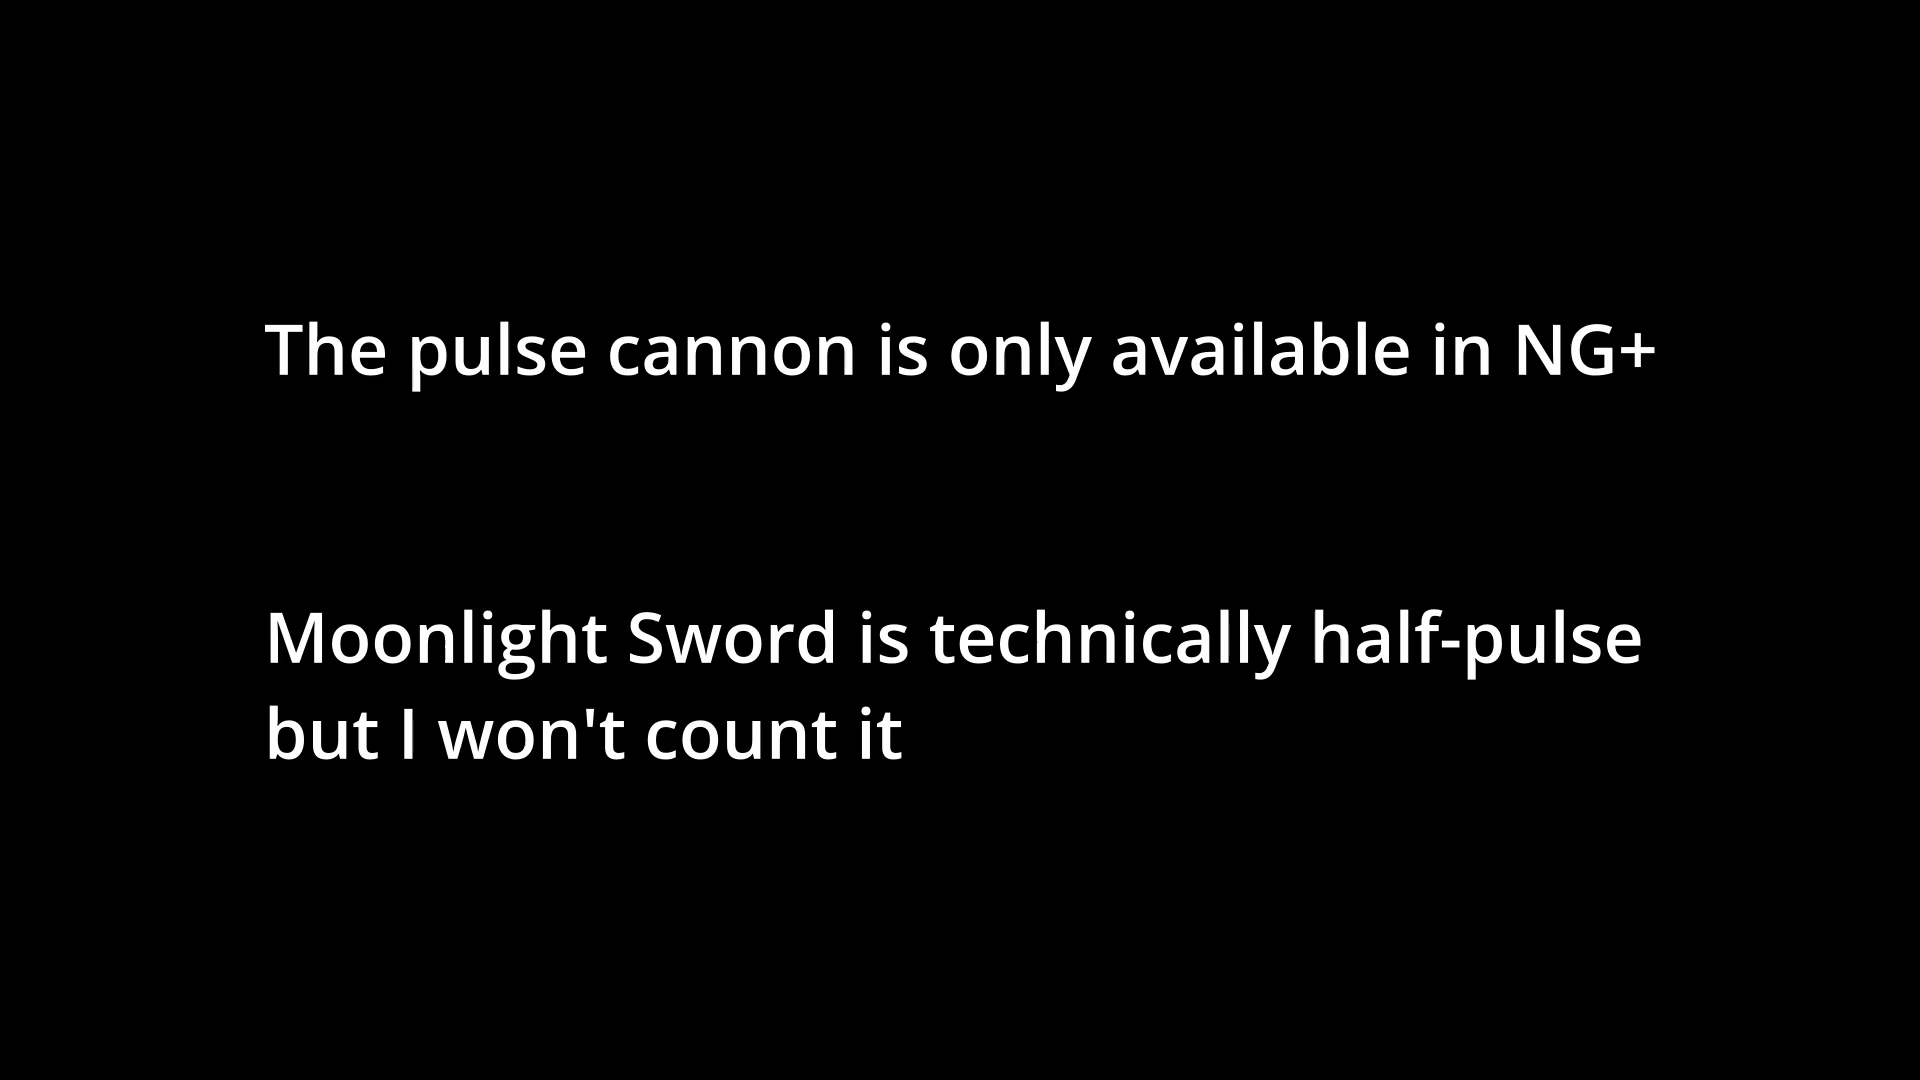 The pulse cannon is only available in NG+
Moonlight Sword is technically half-pulse
but I won't count it